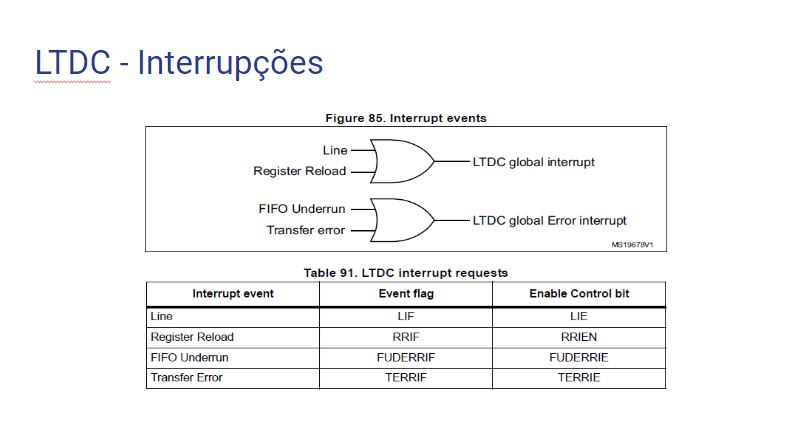 LTDC - Interrupções
Figure 85. Interrupt events
Line
Register Reload
LTDC global interrupt
FIFO Underrun
Transfer error
LTDC global Error interrupt
MS19678V1
Table 91. LTDC interrupt requests
Interrupt event Event flag Enable Control bit
Line LIF LIE
Register Reload RRIF RRIEN
FIFO Underrun FUDERRIF FUDERRIE
Transfer Error TERRIF TERRIE